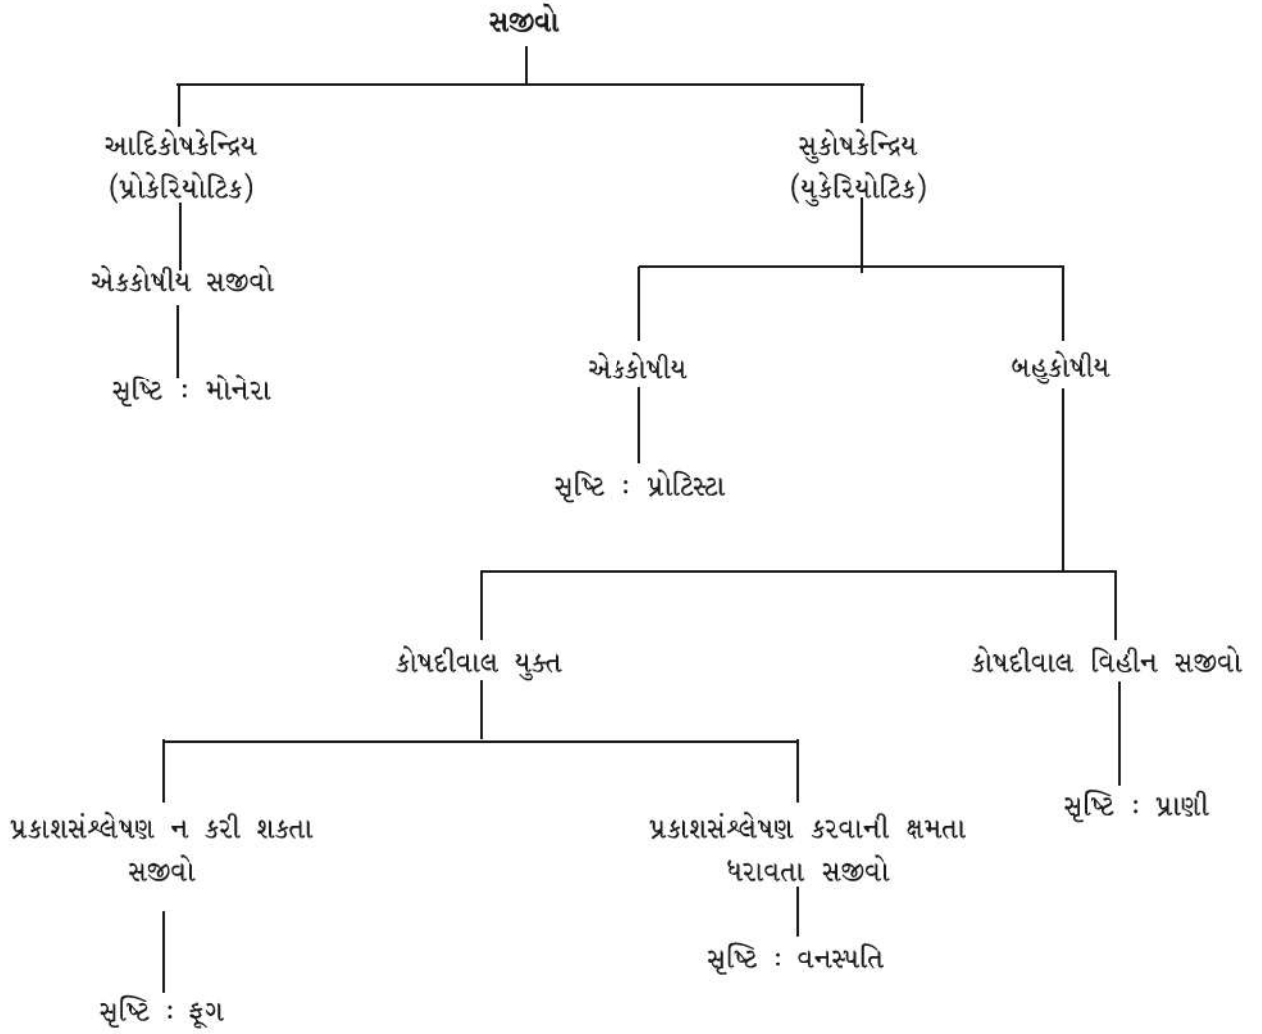 સજીવો
આદિકોષકેન્દ્રિય
(પ્રોકેરિયોટિક)
સુકોષકેન્દ્રિય
(યુકેરિયોટિક)
એકકોષીય સજીવો
સૃષ્ટિ : મોનેરા
એકકોષીય
બહુકોષીય
સૃષ્ટિ : પ્રોટિસ્ટા
કોષદીવાલ યુક્ત
કોષદીવાલ વિહીન સજીવો
સૃષ્ટિ : પ્રાણી
પ્રકાશસંશ્લેષણ ન કરી શકતા
સજીવો
પ્રકાશસંશ્લેષણ કરવાની ક્ષમતા
ધરાવતા સજીવો
સૃષ્ટિ : વનસ્પતિ
સૃષ્ટિ : ફૂગ